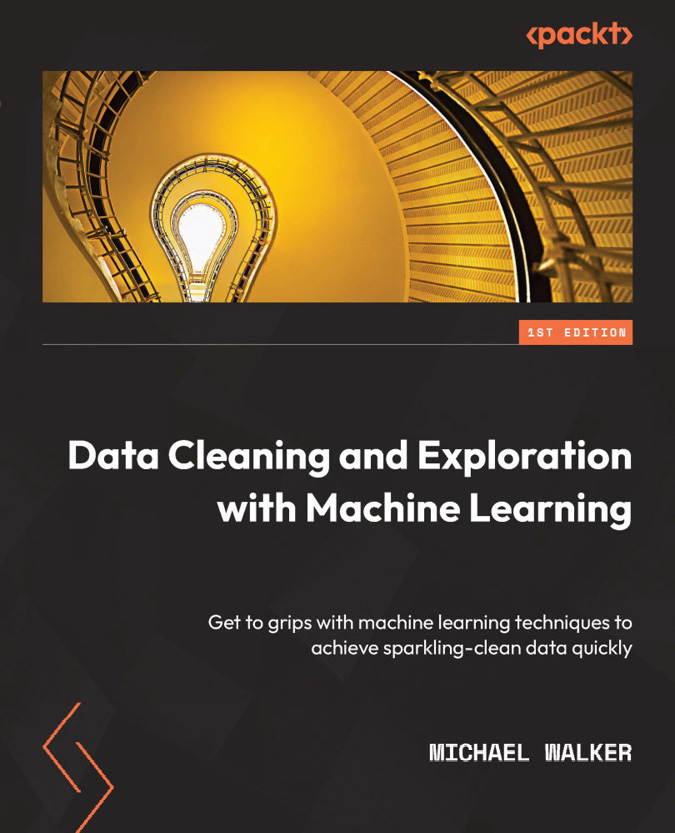 <packt>
1ST EDITION
Data Cleaning and Exploration
with Machine Learning
Get to grips with machine learning techniques to
achieve sparkling-clean data quickly
MICHAEL WALKER